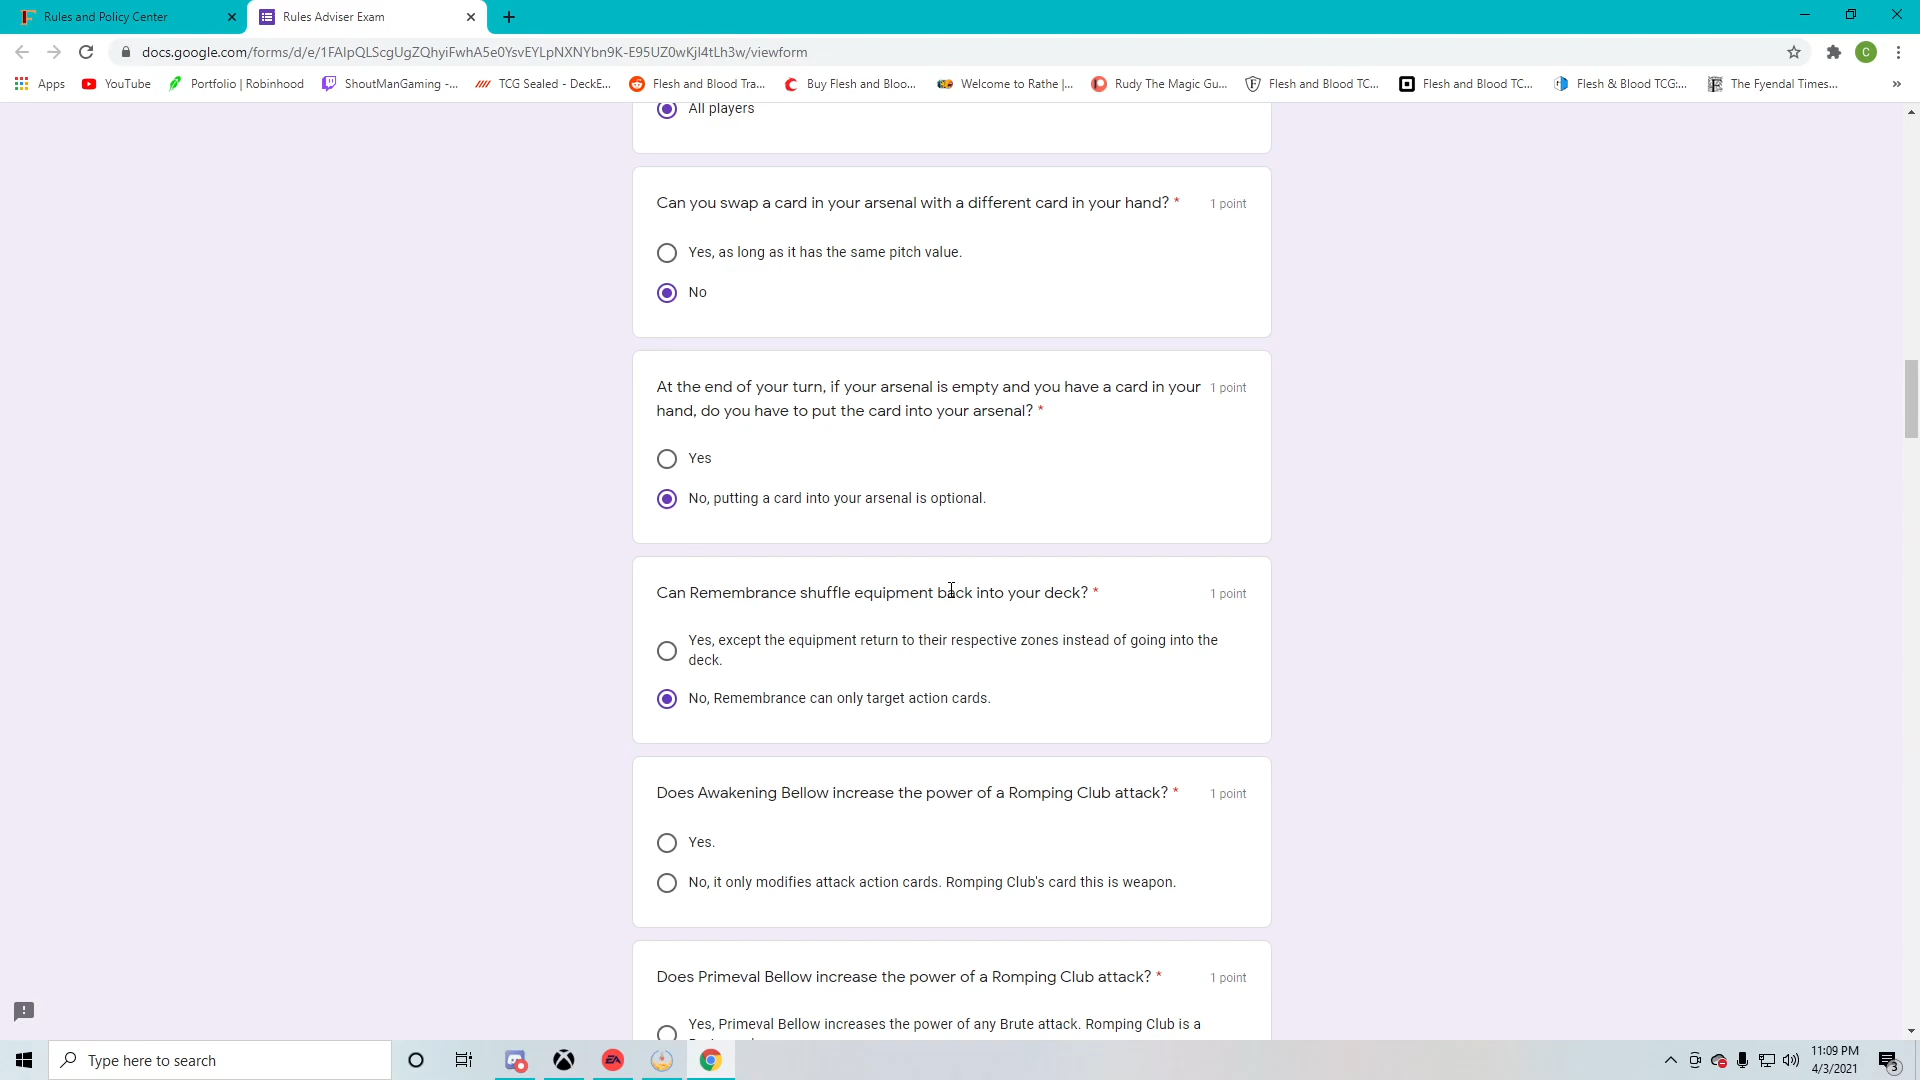 Rules and Policy Center
Rules Adviser Exam
docs.google.com/forms/d/e/1FAIpQLScgUgZQhyiFwhA5e0YsvEYLpNXNYbn9K-E95UZ0wKjI4tLh3w/viewform
C
Apps
YouTube
Portfolio | Robinhood
ShoutManGaming -...
TCG Sealed - DeckE...
Flesh and Blood Tra...
Buy Flesh and Bloo...
Welcome to Rathe |...
Rudy The Magic Gu...
Flesh and Blood TC...
Flesh and Blood TC...
Flesh & Blood TCG:...
The Fyendal Times...
»
All players
Can you swap a card in your arsenal with a different card in your hand? *
1 point
Yes, as long as it has the same pitch value.
No
At the end of your turn, if your arsenal is empty and you have a card in your
1 point
hand, do you have to put the card into your arsenal? *
Yes
No, putting a card into your arsenal is optional.
Can Remembrance shuffle equipment back into your deck? *
1 point
Yes, except the equipment return to their respective zones instead of going into the
deck.
No, Remembrance can only target action cards.
Does Awakening Bellow increase the power of a Romping Club attack? *
1 point
Yes.
No, it only modifies attack action cards. Romping Club's card this is weapon.
Does Primeval Bellow increase the power of a Romping Club attack? *
1 point
Yes, Primeval Bellow increases the power of any Brute attack. Romping Club is a
Type here to search
EA
11:09 PM
4/3/2021
3